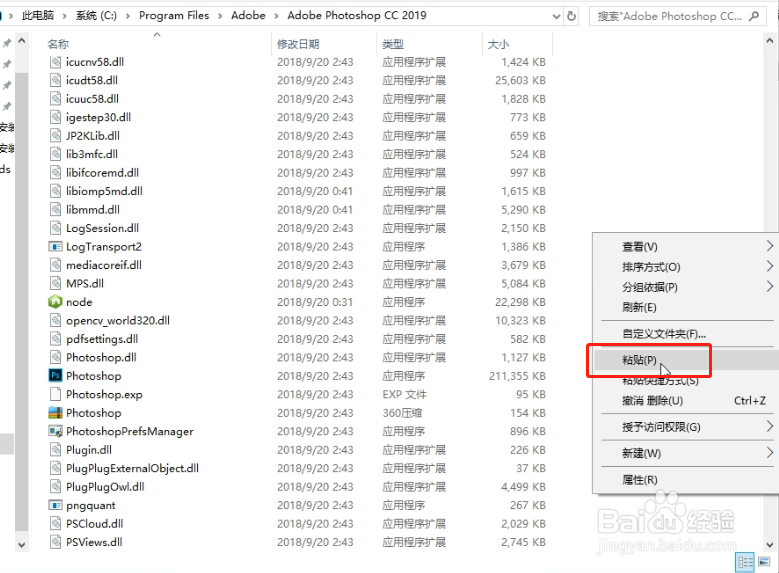 此电脑 › 系统 (C:) › Program Files › Adobe › Adobe Photoshop CC 2019
搜索"Adobe Photoshop CC...
名称 修改日期 类型 大小
icucnv58.dll 2018/9/20 2:43 应用程序扩展 1,424 KB
icudt58.dll 2018/9/20 2:43 应用程序扩展 25,603 KB
icuuc58.dll 2018/9/20 2:43 应用程序扩展 1,828 KB
igestep30.dll 2018/9/20 2:43 应用程序扩展 773 KB
JP2KLib.dll 2018/9/20 2:43 应用程序扩展 659 KB
lib3mfc.dll 2018/9/20 2:43 应用程序扩展 524 KB
libifcoremd.dll 2018/9/20 2:43 应用程序扩展 997 KB
libiomp5md.dll 2018/9/20 0:41 应用程序扩展 1,615 KB
libmmd.dll 2018/9/20 0:41 应用程序扩展 5,290 KB
LogSession.dll 2018/9/20 2:43 应用程序扩展 2,150 KB
LogTransport2 2018/9/20 2:43 应用程序 1,386 KB
mediacoreif.dll 2018/9/20 2:43 应用程序扩展 3,679 KB
MPS.dll 2018/9/20 2:43 应用程序扩展 5,084 KB
node 2018/9/20 0:31 应用程序 22,298 KB
opencv_world320.dll 2018/9/20 2:43 应用程序扩展 10,323 KB
pdfsettings.dll 2018/9/20 2:43 应用程序扩展 582 KB
Photoshop.dll 2018/9/20 2:43 应用程序扩展 1,127 KB
Photoshop 2018/9/20 2:43 应用程序 211,355 KB
Photoshop.exp 2018/9/20 2:43 EXP 文件 95 KB
Photoshop 2018/9/20 2:43 360压缩 154 KB
PhotoshopPrefsManager 2018/9/20 2:43 应用程序 896 KB
Plugin.dll 2018/9/20 2:43 应用程序扩展 226 KB
PlugPlugExternalObject.dll 2018/9/20 2:43 应用程序扩展 37 KB
PlugPlugOwl.dll 2018/9/20 2:43 应用程序扩展 4,499 KB
pngquant 2018/9/20 2:43 应用程序 267 KB
PSCloud.dll 2018/9/20 2:43 应用程序扩展 2,029 KB
PSViews.dll 2018/9/20 2:43 应用程序扩展 2,745 KB
安装
安装
ds
查看(V)
排序方式(O)
分组依据(P)
刷新(E)
自定义文件夹(F)...
粘贴(P)
粘贴快捷方式(S)
撤消 删除(U) Ctrl+Z
授予访问权限(G)
新建(W)
属性(R)
Baidu 经验
jingyan.baidu.com